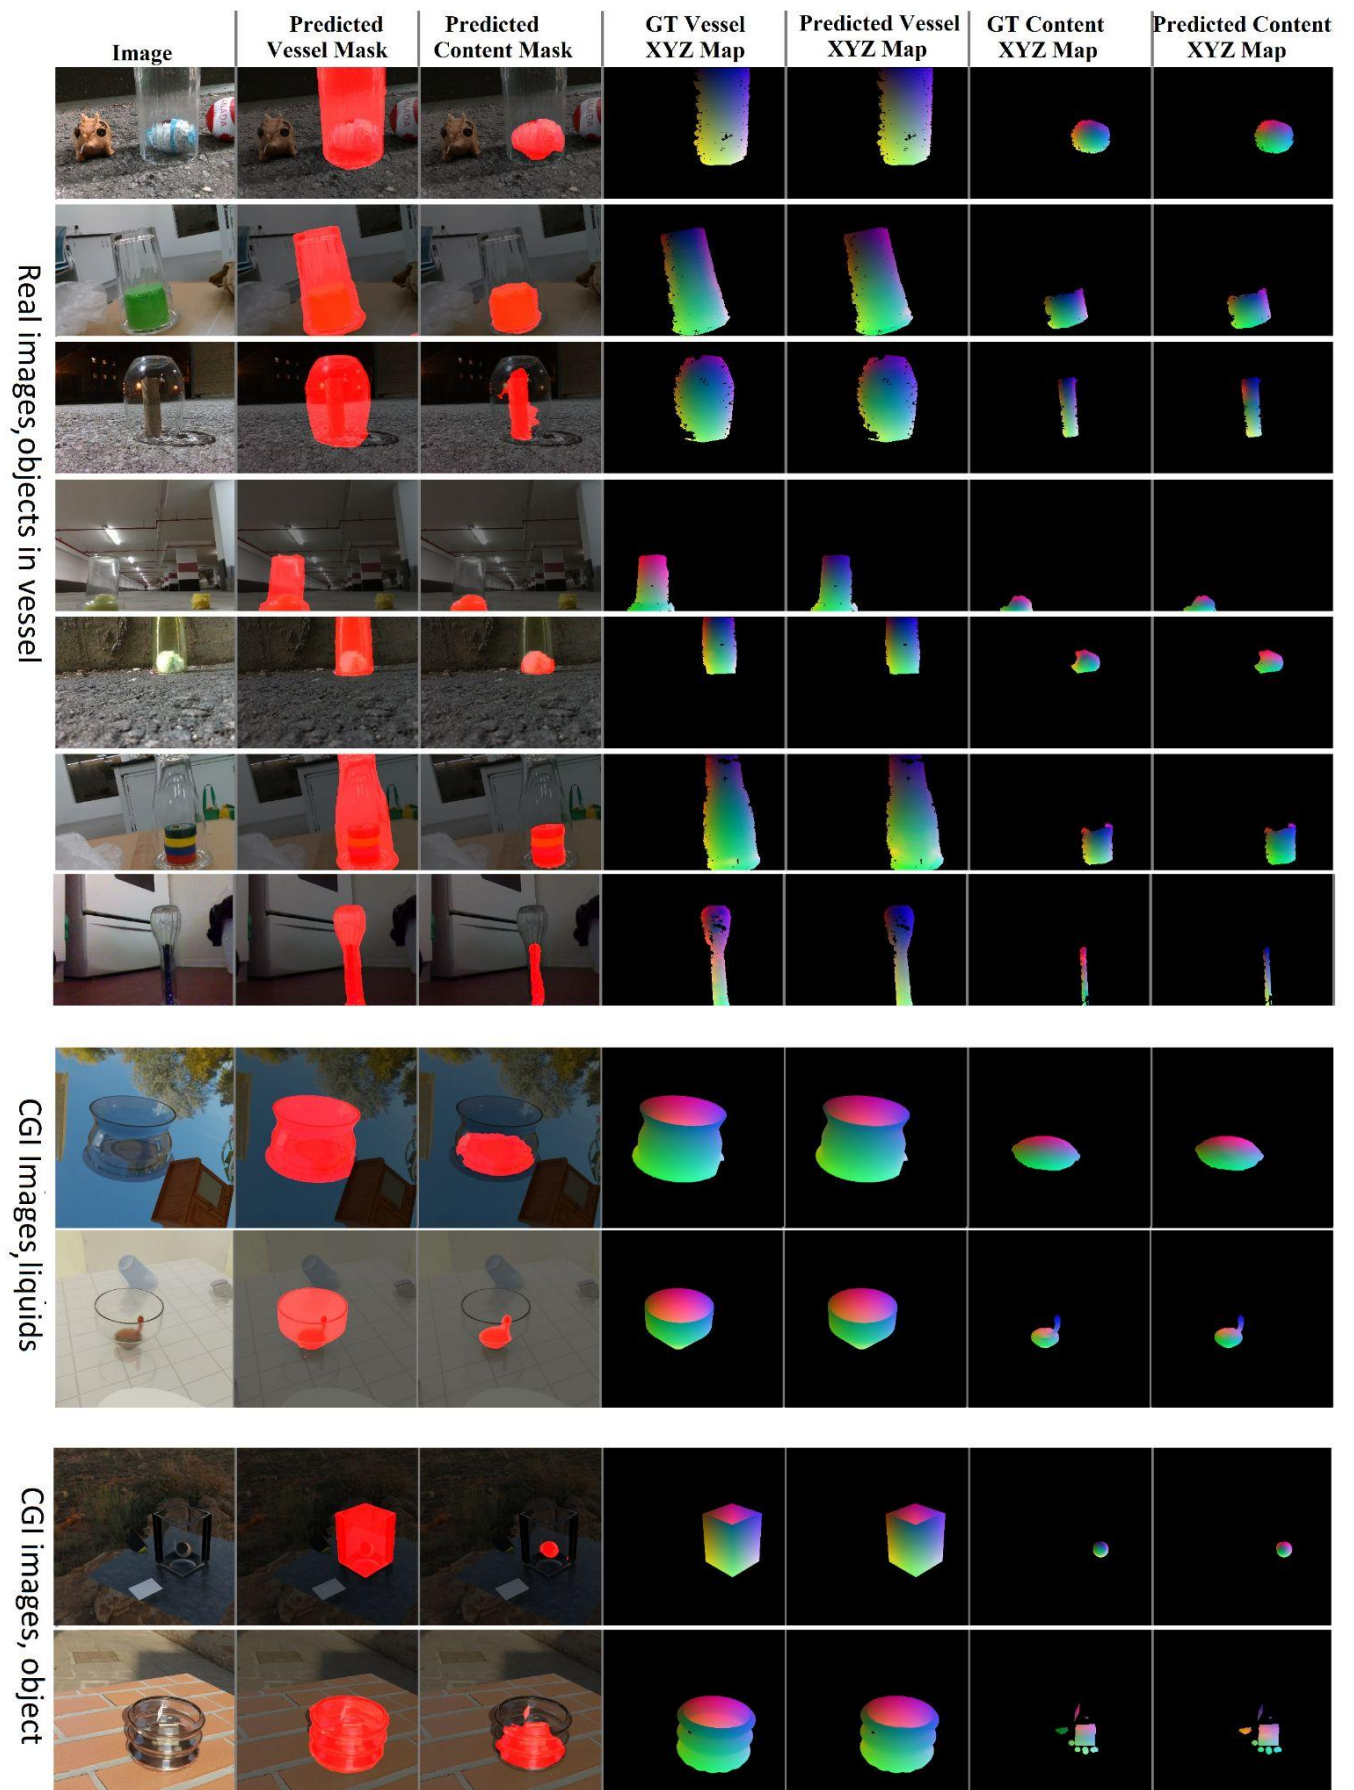 Image
Predicted
Vessel Mask
Predicted
Content Mask
GT Vessel
XYZ Map
Predicted Vessel
XYZ Map
GT Content
XYZ Map
Predicted Content
XYZ Map
Real images,objects in vessel
CGI Images,liquids
CGI images, object